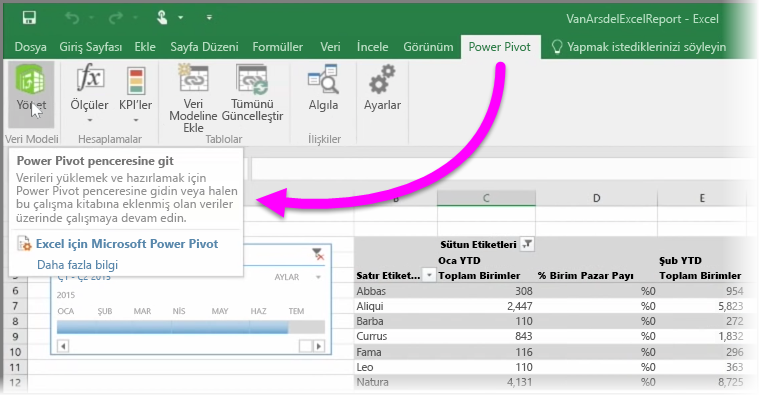 VanArsdelExcelReport - Excel
Dosya Giriş Sayfası Ekle Sayfa Düzeni Formüller Veri İncele Görünüm Power Pivot Yapmak istediklerinizi söyleyin
Yönet
Ölçüler
KPI'ler
Veri Modeline Ekle
Tümünü Güncelleştir
Algıla
Ayarlar
Veri Modeli Hesaplamalar Tablolar İlişkiler
Power Pivot penceresine git
Verileri yüklemek ve hazırlamak için
Power Pivot penceresine gidin veya halen
bu çalışma kitabına eklenmiş olan veriler
üzerinde çalışmaya devam edin.
Excel için Microsoft Power Pivot
Daha fazla bilgi
B C D E
Ç1 - Ç2 2015 AYLAR
2015
OCA ŞUB MAR NİS MAY HAZ TEM
Sütun Etiketleri
Oca YTD Şub YTD
5 Satır Etiket... Toplam Birimler % Birim Pazar Payı Toplam Birimler
6 Abbas 308 %0 954
7 Aliqui 2,447 %0 5,823
8 Barba 110 %0 272
9 Currus 843 %0 1,832
10 Fama 116 %0 296
11 Leo 110 %0 363
12 Natura 4,131 %0 8,725